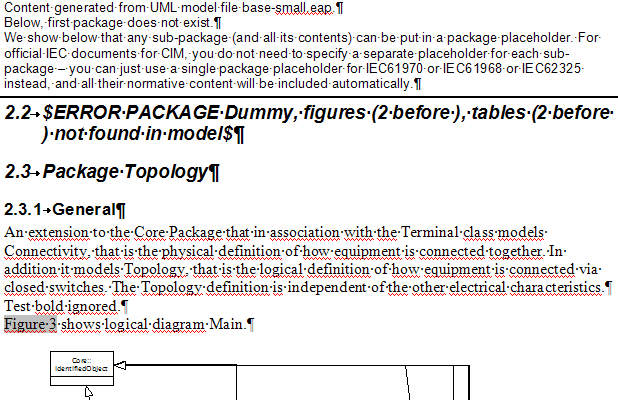 Content generated from UML model file base-small.eap.¶
Below, first package does not exist.¶
We show below that any sub-package (and all its contents) can be put in a package placeholder. For
official IEC documents for CIM, you do not need to specify a separate placeholder for each sub-
package – you can just use a single package placeholder for IEC61970 or IEC61968 or IEC62325
instead, and all their normative content will be included automatically.¶
2.2→$ERROR·PACKAGE·Dummy,·figures·(2·before·),·tables·(2·before·
)·not·found·in·model$¶
2.3→Package·Topology¶
2.3.1→General¶
An·extension·to·the·Core·Package·that·in·association·with·the·Terminal·class·models·
Connectivity,·that·is·the·physical·definition·of·how·equipment·is·connected·together.·In·
addition·it·models·Topology,·that·is·the·logical·definition·of·how·equipment·is·connected·via·
closed·switches.·The·Topology·definition·is·independent·of·the·other·electrical·characteristics.¶
Test·bold·ignored.¶
Figure·3·shows·logical·diagram·Main.¶
Core::
IdentifiedObject